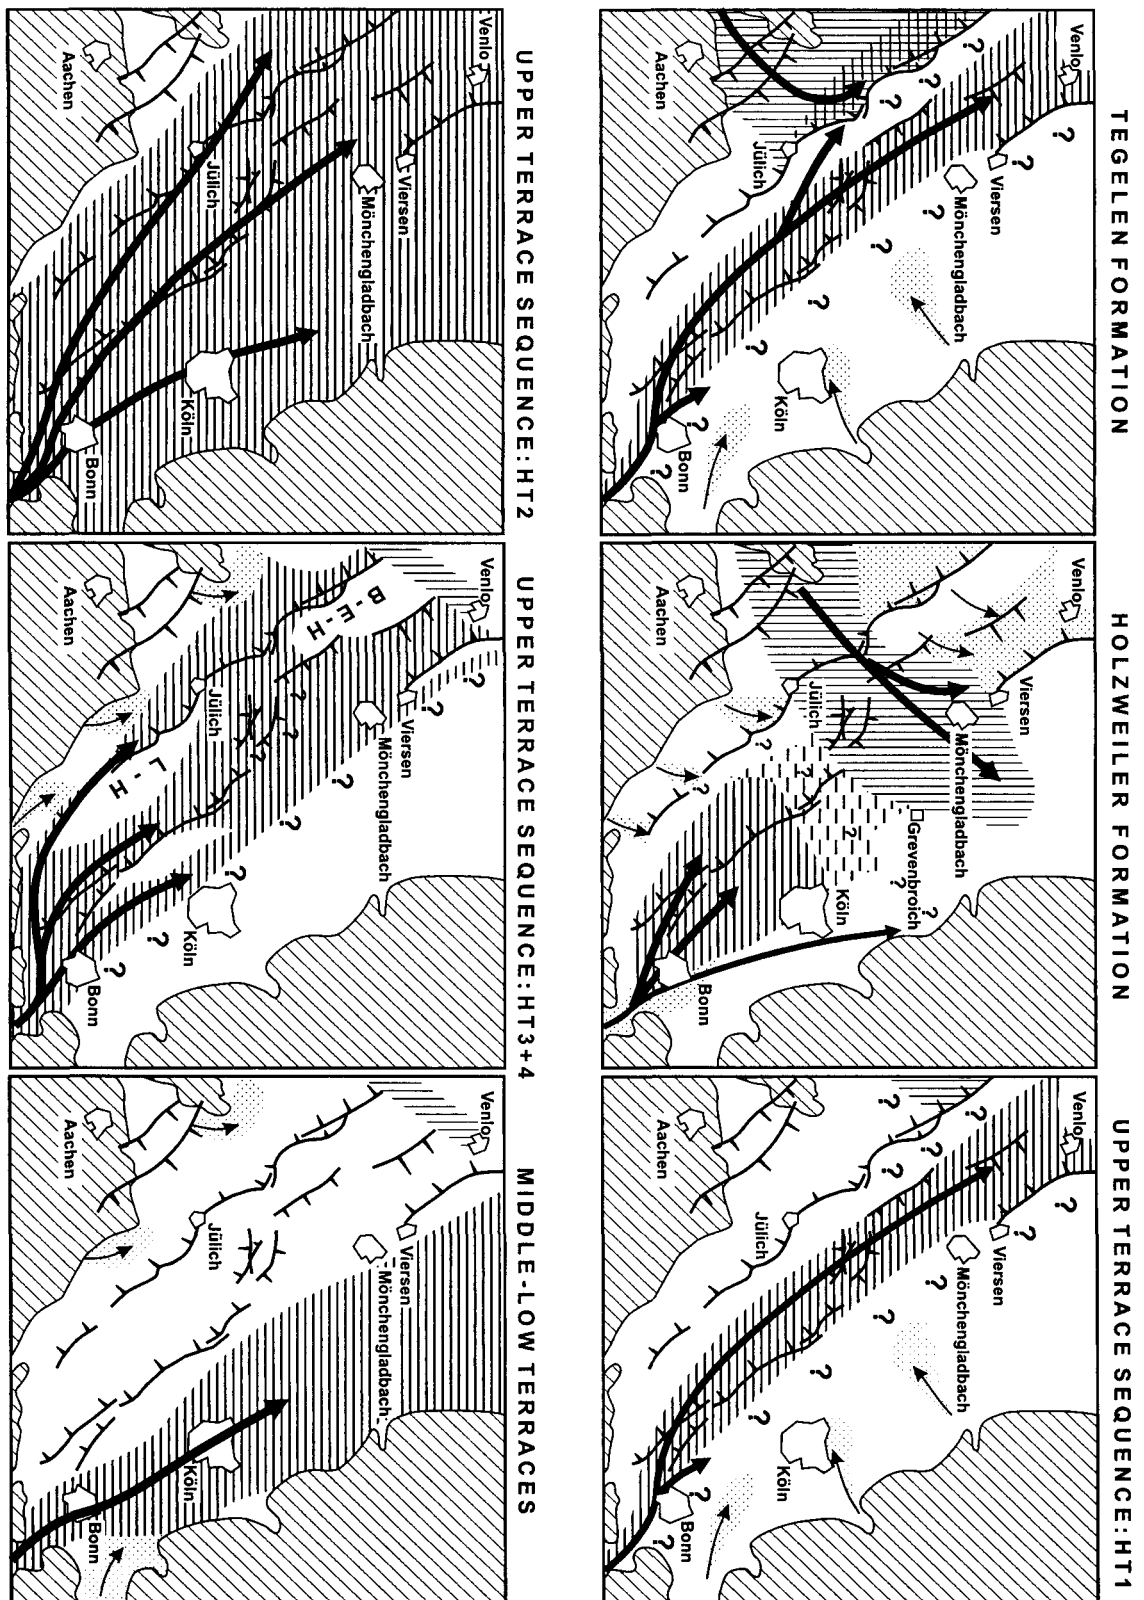 TEGELEN FORMATION
Venlo
?
?
?
Viersen
?
?
Mönchengladbach
?
?
Aachen
Jülich
?
?
?
Köln
?
Bonn
?
HOLZWEILER FORMATION
Venlo
Viersen
Mönchengladbach
Grevenbroich
?
?
Aachen
Jülich
?
?
?
?
Köln
Bonn
UPPER TERRACE SEQUENCE: HT1
Venlo
?
?
?
Viersen
?
?
Mönchengladbach
?
?
?
Aachen
Jülich
?
?
?
Köln
?
Bonn
?
UPPER TERRACE SEQUENCE: HT2
Venlo
Viersen
Mönchengladbach
Aachen
Jülich
Köln
Bonn
UPPER TERRACE SEQUENCE: HT3+4
Venlo
?
?
Viersen
Mönchengladbach
B-E-H
?
?
?
?
?
Aachen
Jülich
L-H
?
Köln
?
?
Bonn
MIDDLE-LOW TERRACES
Venlo
Viersen
Mönchengladbach
Aachen
Jülich
Köln
Bonn